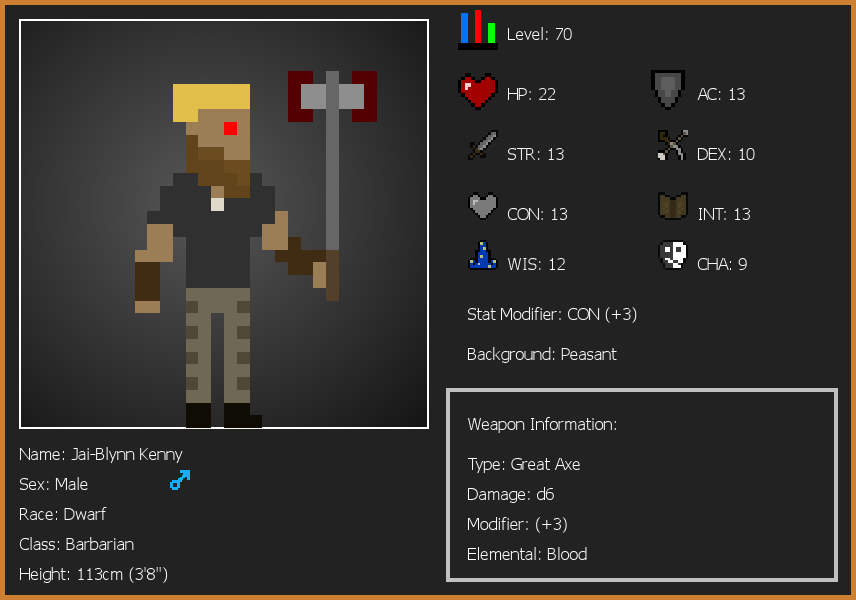 Level: 70
HP: 22
AC: 13
STR: 13
DEX: 10
CON: 13
INT: 13
WIS: 12
CHA: 9
Stat Modifier: CON (+3)
Background: Peasant
Weapon Information:
Type: Great Axe
Damage: d6
Modifier: (+3)
Elemental: Blood
Name: Jai-Blynn Kenny
Sex: Male
Race: Dwarf
Class: Barbarian
Height: 113cm (3'8")